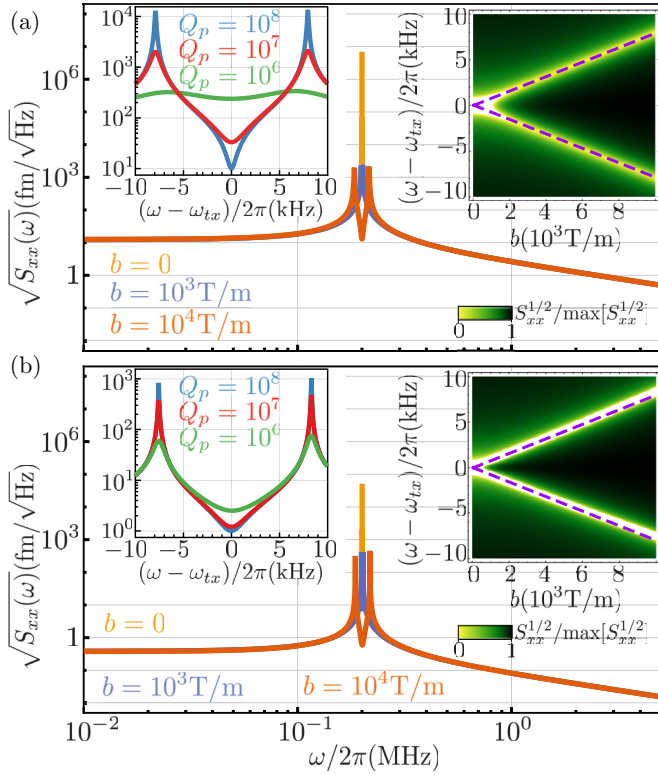 (a)
√S_xx(ω)(fm/√Hz)
10^6
10^3
1
10^4
10^3
10^2
10^1
Q_p = 10^8
Q_p = 10^7
Q_p = 10^6
−10 −5 0 5 10
(ω − ω_tx)/2π(kHz)
(ω − ω_tx)/2π(kHz)
10
5
0
−5
−10
0 2 4 6 8
b(10^3T/m)
b = 0
b = 10^3T/m
b = 10^4T/m
S_xx^1/2/max[S_xx^1/2]
0 1
(b)
√S_xx(ω)(fm/√Hz)
10^6
10^3
1
10^3
10^2
10^1
10^0
Q_p = 10^8
Q_p = 10^7
Q_p = 10^6
−10 −5 0 5 10
(ω − ω_tx)/2π(kHz)
(ω − ω_tx)/2π(kHz)
10
5
0
−5
−10
0 2 4 6 8
b(10^3T/m)
S_xx^1/2/max[S_xx^1/2]
0 1
b = 0
b = 10^3T/m
b = 10^4T/m
10^−2 10^−1 10^0
ω/2π(MHz)